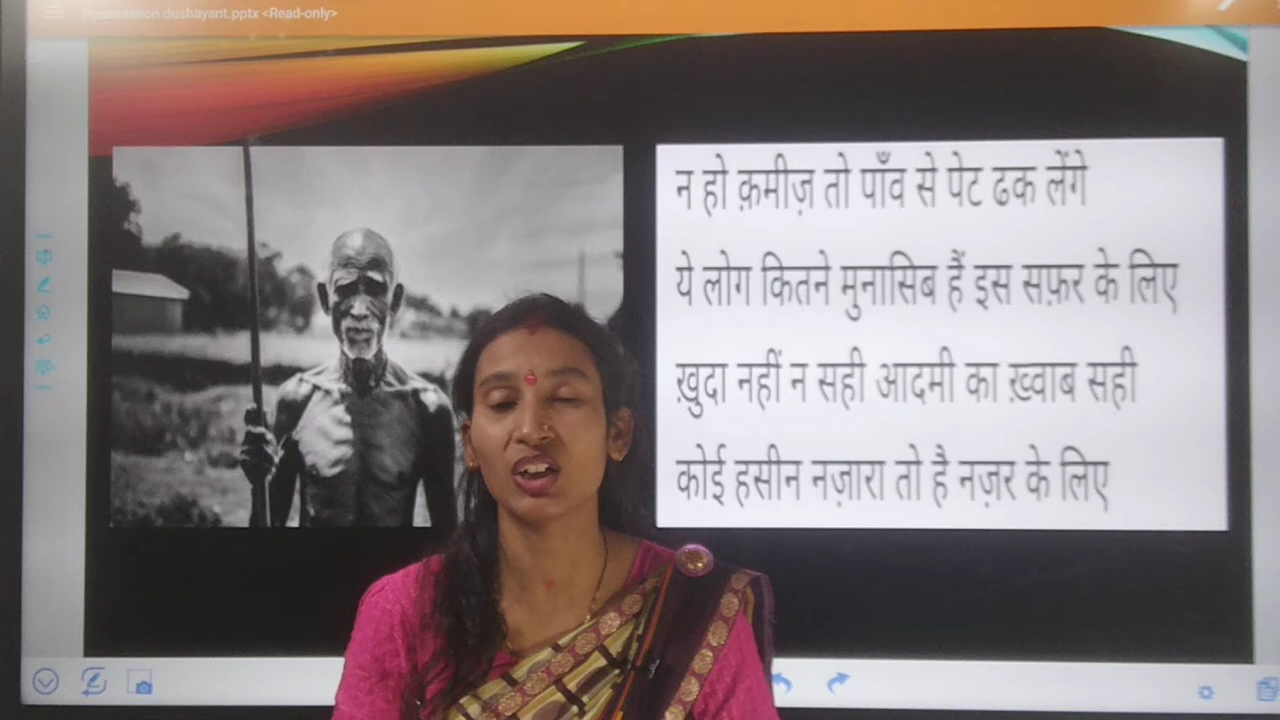 Presentation dushayant.pptx <Read-only>
न हो क़मीज़ तो पाँव से पेट ढक लेंगे
ये लोग कितने मुनासिब हैं इस सफ़र के लिए
ख़ुदा नहीं न सही आदमी का ख़्वाब सही
कोई हसीन नज़ारा तो है नज़र के लिए